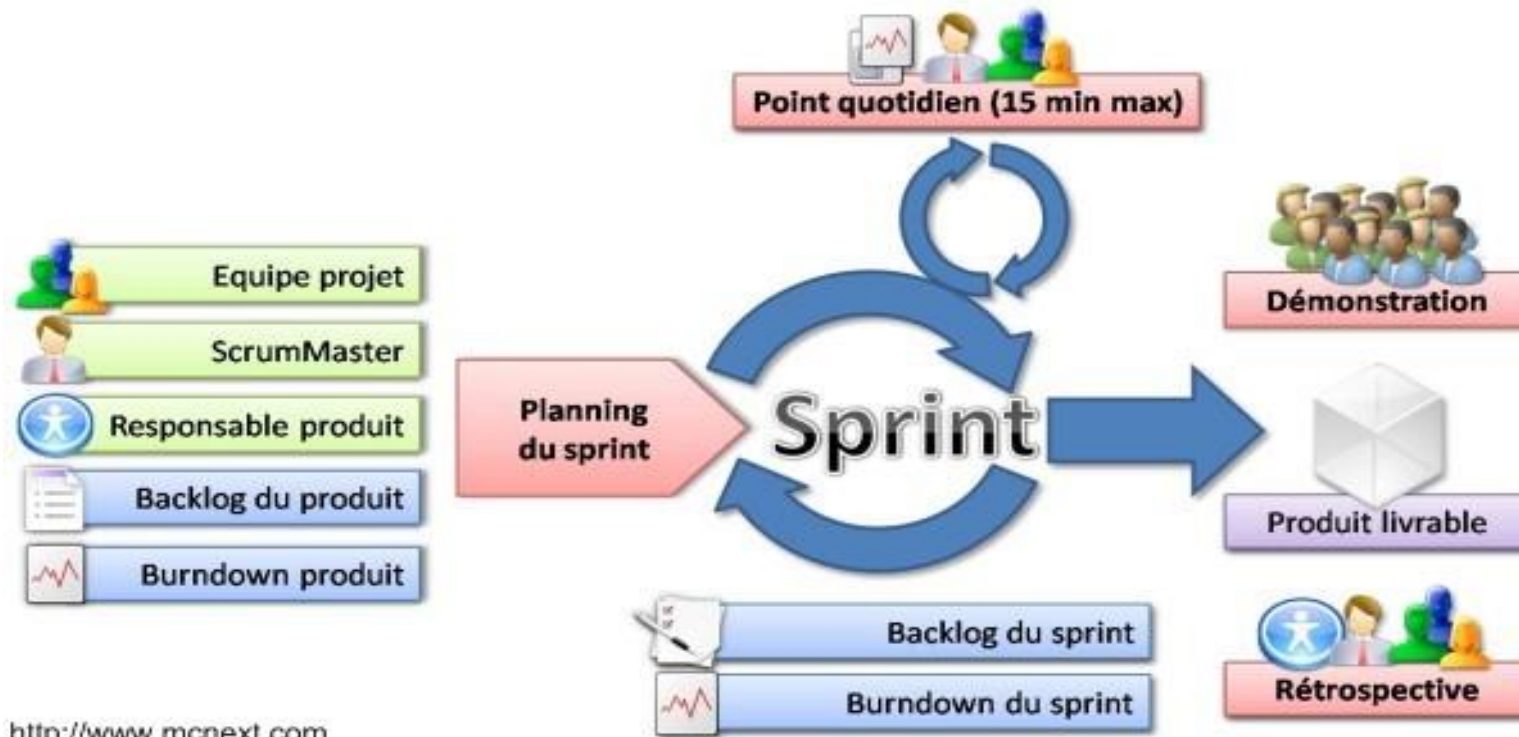 Point quotidien (15 min max)
Equipe projet
ScrumMaster
Responsable produit
Backlog du produit
Burndown produit
Planning
du sprint
Sprint
Backlog du sprint
Burndown du sprint
Démonstration
Produit livrable
Rétrospective
http://www.mcnext.com